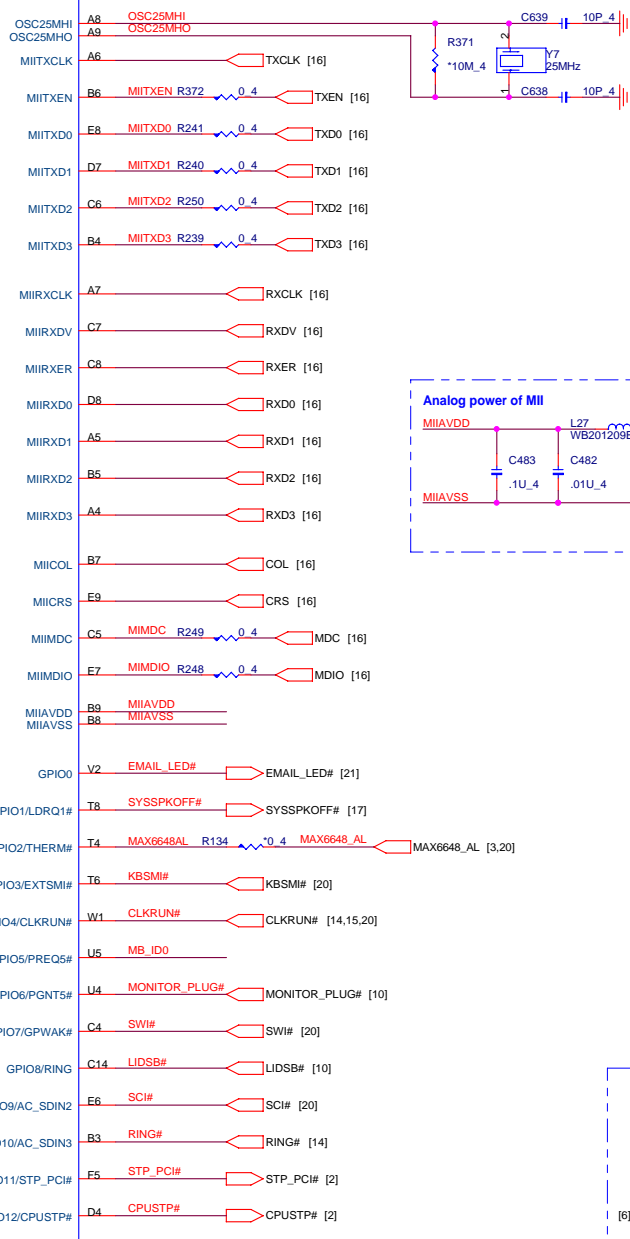 OSC25MHI A8 OSC25MHI
OSC25MHO A9 OSC25MHO
MIITXCLK A6 TXCLK [16]
MIITXEN B6 MIITXEN R372 0_4 TXEN [16]
MIITXD0 E8 MIITXD0 R241 0_4 TXD0 [16]
MIITXD1 D7 MIITXD1 R240 0_4 TXD1 [16]
MIITXD2 C6 MIITXD2 R250 0_4 TXD2 [16]
MIITXD3 B4 MIITXD3 R239 0_4 TXD3 [16]
MIIRXCLK A7 RXCLK [16]
MIIRXDV C7 RXDV [16]
MIIRXER C8 RXER [16]
MIIRXD0 D8 RXD0 [16]
MIIRXD1 A5 RXD1 [16]
MIIRXD2 B5 RXD2 [16]
MIIRXD3 A4 RXD3 [16]
MIICOL B7 COL [16]
MIICRS E9 CRS [16]
MIIMDC C5 MIMDC R249 0_4 MDC [16]
MIIMDIO E7 MIMDIO R248 0_4 MDIO [16]
MIIAVDD B9 MIIAVDD
MIIAVSS B8 MIIAVSS
GPIO0 V2 EMAIL_LED# EMAIL_LED# [21]
PIO1/LDRQ1# T8 SYSSPKOFF# SYSSPKOFF# [17]
PIO2/THERM# T4 MAX6648AL R134 *0_4 MAX6648_AL MAX6648_AL [3,20]
PIO3/EXTSMI# T6 KBSMI# KBSMI# [20]
IO4/CLKRUN# W1 CLKRUN# CLKRUN# [14,15,20]
PIO5/PREQ5# U5 MB_ID0
PIO6/PGNT5# U4 MONITOR_PLUG# MONITOR_PLUG# [10]
PIO7/GPWAK# C4 SWI# SWI# [20]
GPIO8/RING C14 LIDSB# LIDSB# [10]
O9/AC_SDIN2 E6 SCI# SCI# [20]
10/AC_SDIN3 B3 RING# RING# [14]
O11/STP_PCI# F5 STP_PCI# STP_PCI# [2]
O12/CPUSTP# D4 CPUSTP# CPUSTP# [2]
C639 10P_4
R371
*10M_4
2
Y7
25MHz
1
C638 10P_4
Analog power of MII
MIIAVDD L27
WB201209B
C483 C482
.1U_4 .01U_4
MIIAVSS
[6]